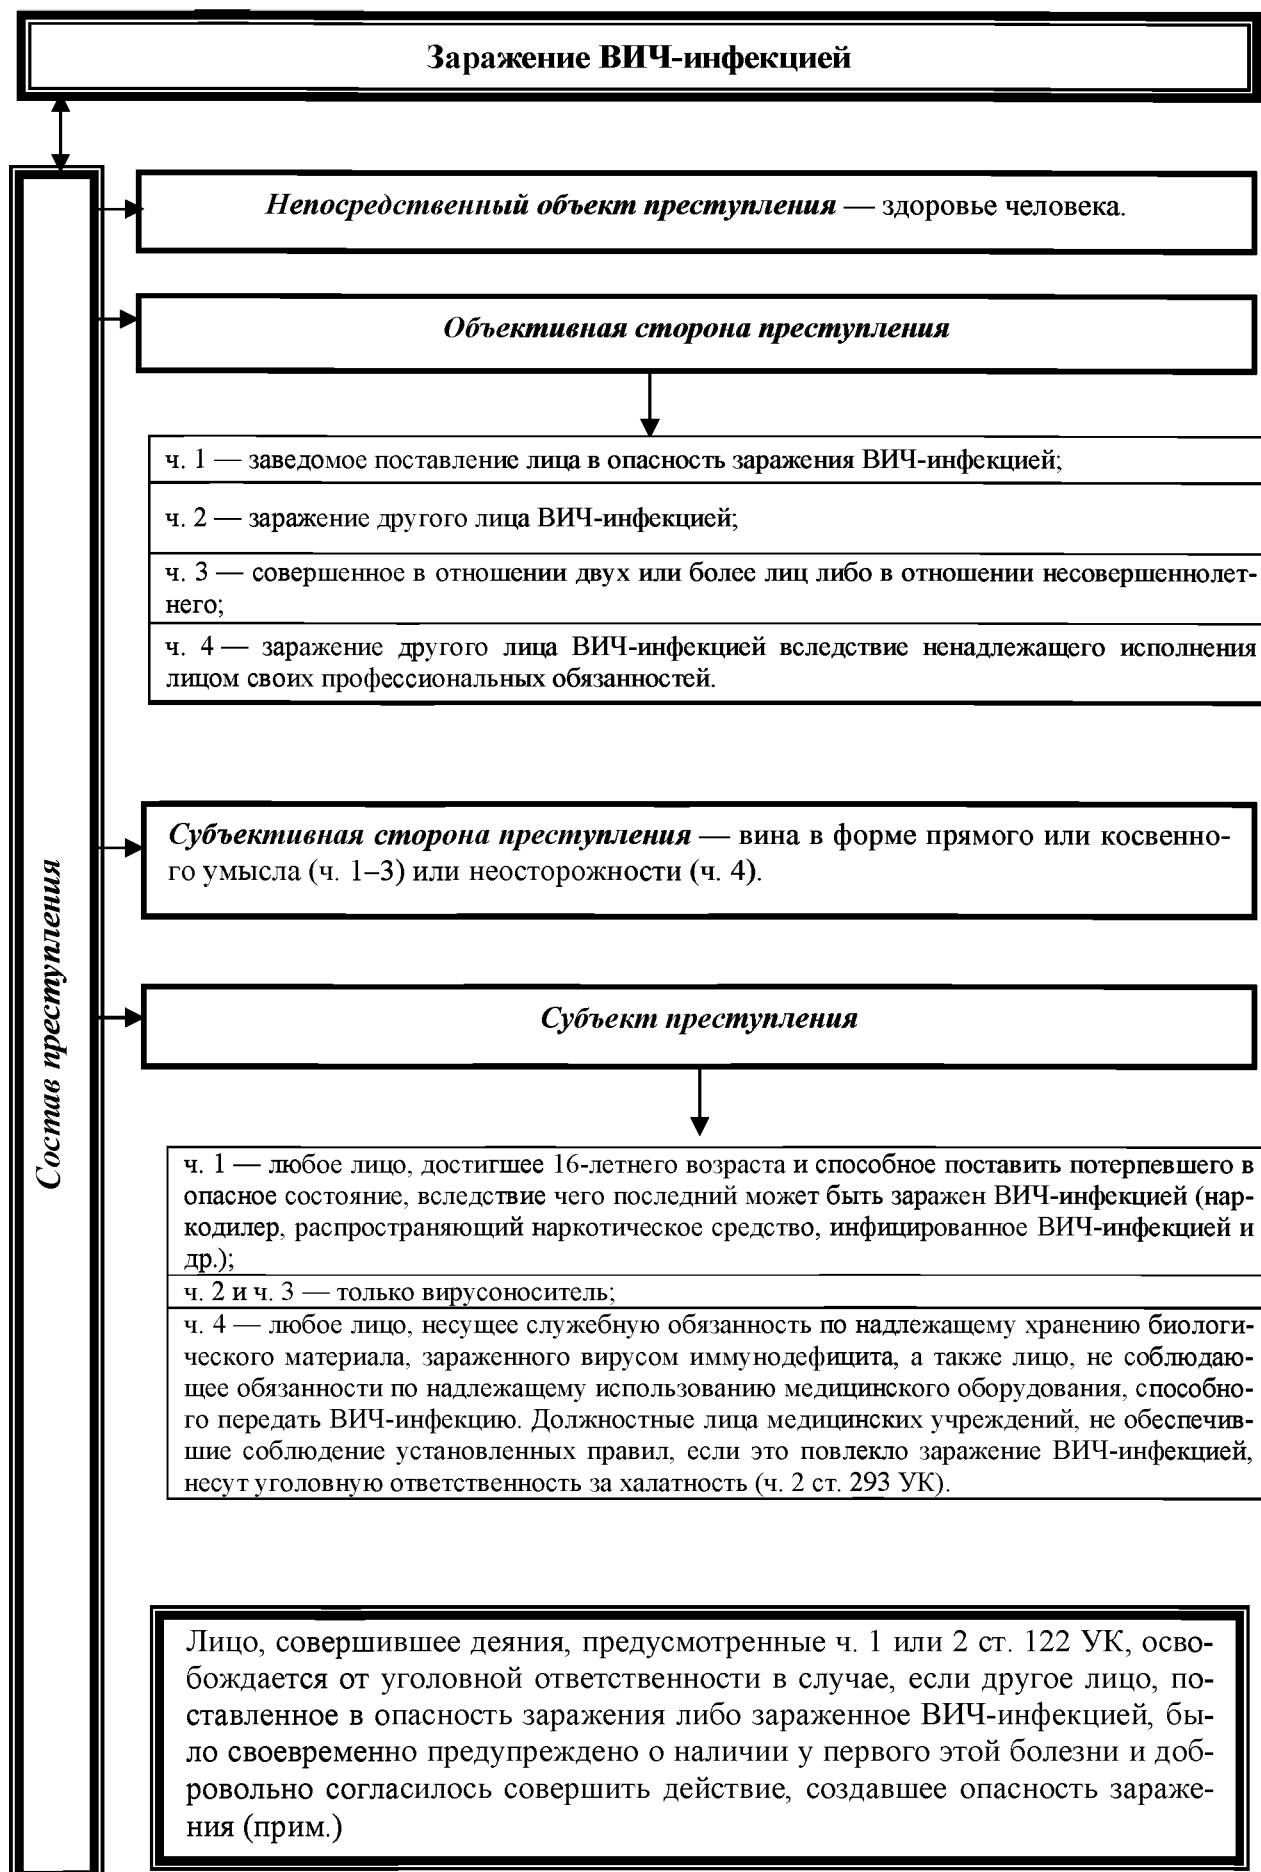 Заражение ВИЧ-инфекцией
Состав преступления
Непосредственный объект преступления — здоровье человека.
Объективная сторона преступления
ч. 1 — заведомое поставление лица в опасность заражения ВИЧ-инфекцией;
ч. 2 — заражение другого лица ВИЧ-инфекцией;
ч. 3 — совершенное в отношении двух или более лиц либо в отношении несовершеннолет-
него;
ч. 4 — заражение другого лица ВИЧ-инфекцией вследствие ненадлежащего исполнения
лицом своих профессиональных обязанностей.
Субъективная сторона преступления — вина в форме прямого или косвенно-
го умысла (ч. 1–3) или неосторожности (ч. 4).
Субъект преступления
ч. 1 — любое лицо, достигшее 16-летнего возраста и способное поставить потерпевшего в
опасное состояние, вследствие чего последний может быть заражен ВИЧ-инфекцией (нар-
кодилер, распространяющий наркотическое средство, инфицированное ВИЧ-инфекцией и
др.);
ч. 2 и ч. 3 — только вирусоноситель;
ч. 4 — любое лицо, несущее служебную обязанность по надлежащему хранению биологи-
ческого материала, зараженного вирусом иммунодефицита, а также лицо, не соблюдаю-
щее обязанности по надлежащему использованию медицинского оборудования, способно-
го передать ВИЧ-инфекцию. Должностные лица медицинских учреждений, не обеспечив-
шие соблюдение установленных правил, если это повлекло заражение ВИЧ-инфекцией,
несут уголовную ответственность за халатность (ч. 2 ст. 293 УК).
Лицо, совершившее деяния, предусмотренные ч. 1 или 2 ст. 122 УК, осво-
бождается от уголовной ответственности в случае, если другое лицо, по-
ставленное в опасность заражения либо зараженное ВИЧ-инфекцией, бы-
ло своевременно предупреждено о наличии у первого этой болезни и доб-
ровольно согласилось совершить действие, создавшее опасность зараже-
ния (прим.)